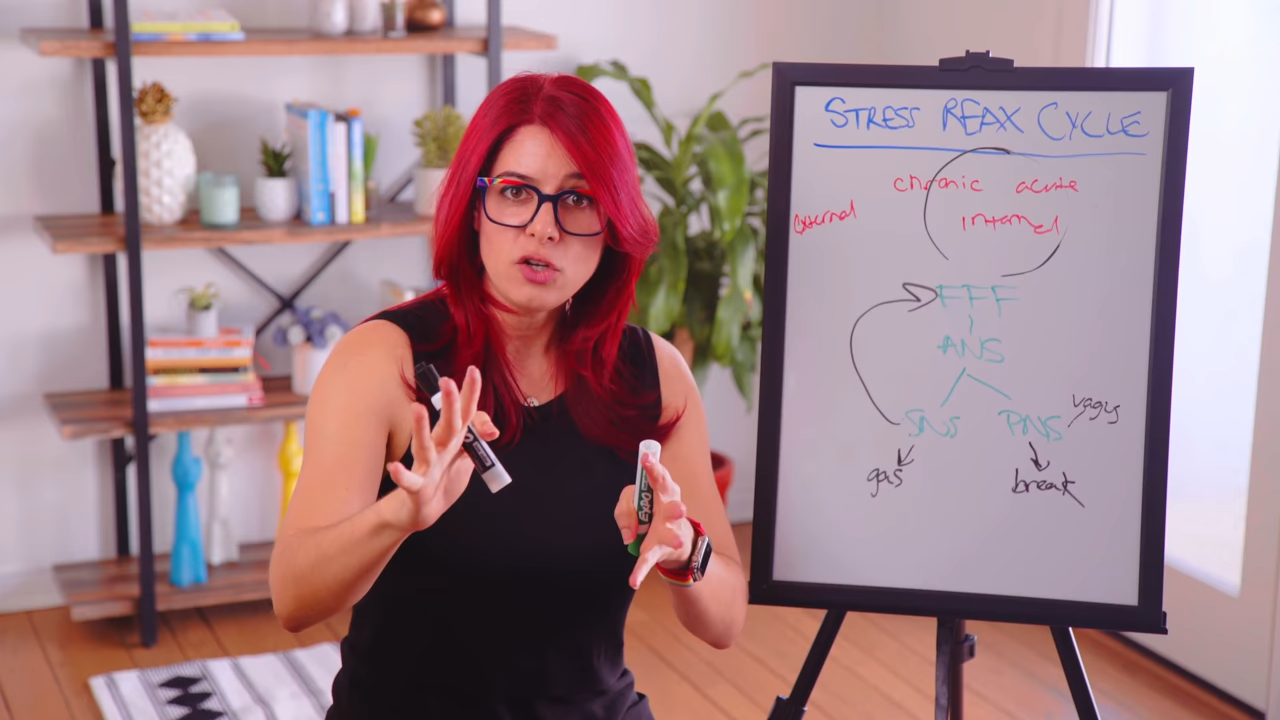 STRESS REAX CYCLE
chronic acute
external internal
FFF
ANS
SNS PNS vagus
gas break
EXPO